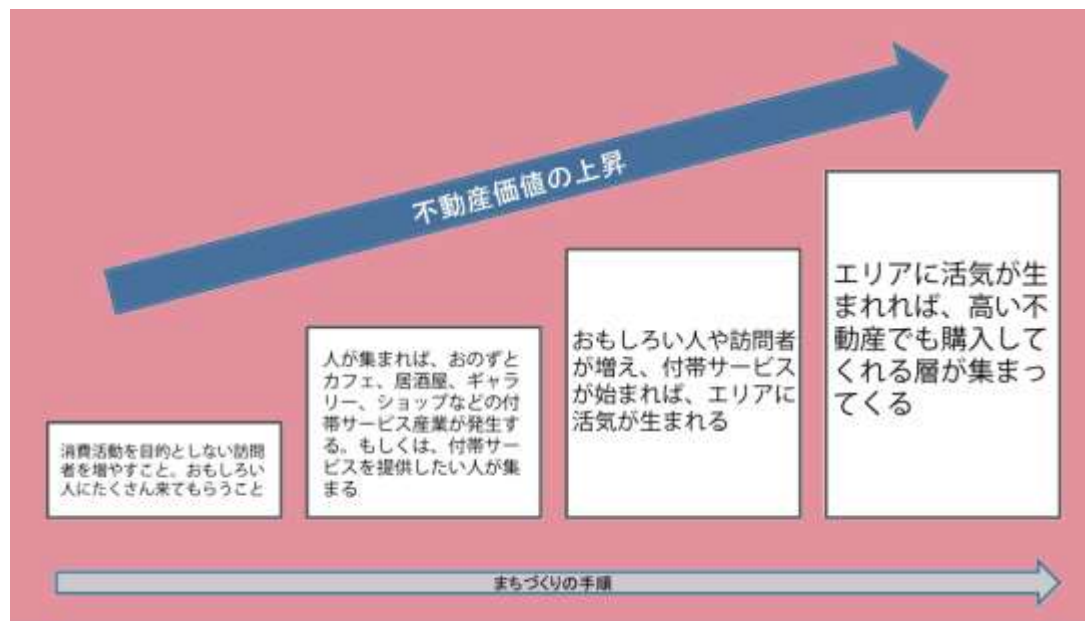 不動産価値の上昇
消費活動を目的としない訪問
者を増やすこと。おもしろい
人にたくさん来てもらうこと
人が集まれば、おのずと
カフェ、居酒屋、ギャラ
リー、ショップなどの付
帯サービス産業が発生す
る。もしくは、付帯サー
ビスを提供したい人が集
まる
おもしろい人や訪問者
が増え、付帯サービス
が始まれば、エリアに
活気が生まれる
エリアに活気が生
まれれば、高い不
動産でも購入して
くれる層が集まっ
てくる
まちづくりの手順